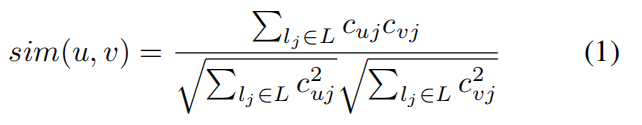 $$sim(u, v) = \frac{\sum_{l_j \in L} c_{uj} c_{vj}}{\sqrt{\sum_{l_j \in L} c_{uj}^2} \sqrt{\sum_{l_j \in L} c_{vj}^2}} \quad (1)$$